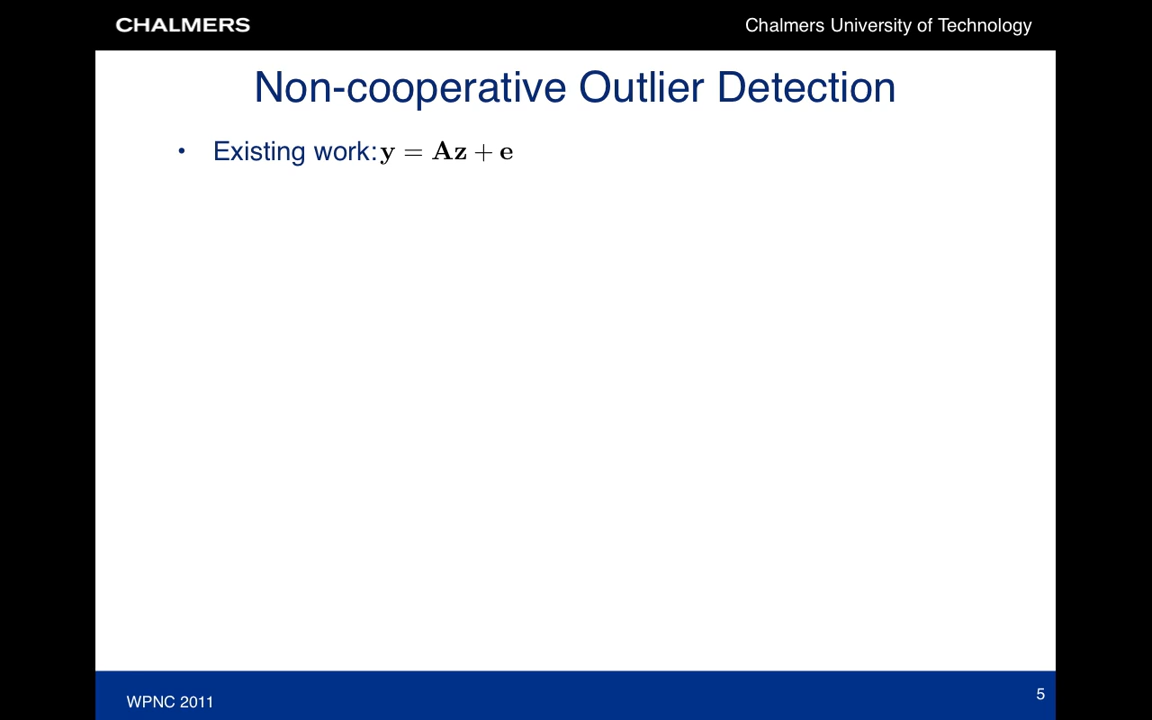 CHALMERS
Chalmers University of Technology
Non-cooperative Outlier Detection
• Existing work: y = Az + e
WPNC 2011
5